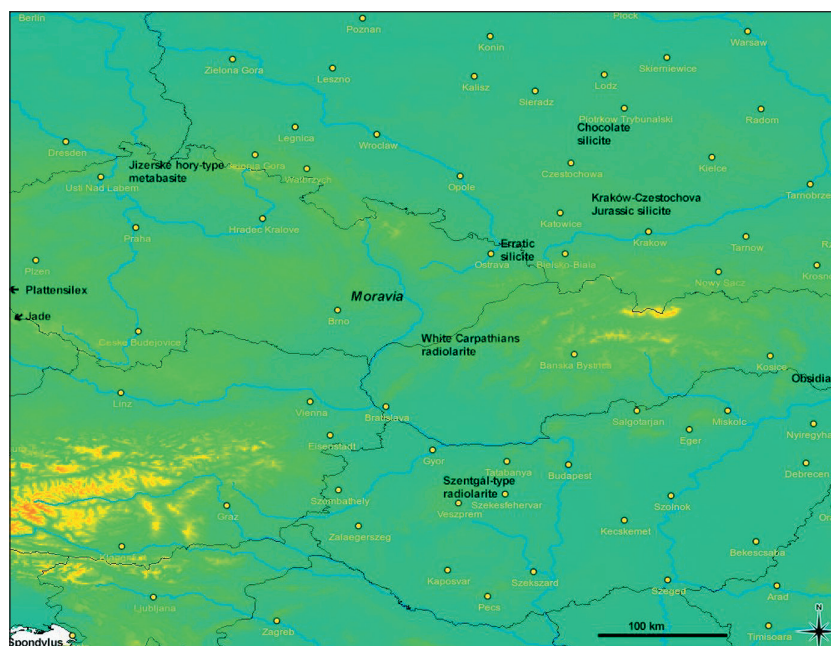 Berlin
Poznan
Plock
Konin
Warsaw
Zielona Gora
Leszno
Kalisz
Skierniewice
Lodz
Sieradz
Piotrkow Trybunalski
Radom
Chocolate
silicite
Legnica
Wroclaw
Dresden
Jizerské hory-type
metabasite
Walbrzych
Czestochowa
Kielce
Usti Nad Labem
Opole
Tarnobrzeg
Kraków-Czestochova
Jurassic silicite
Katowice
Hradec Kralove
Praha
Krakow
Tarnow
Erratic
silicite
Ostrava
Bielsko-Biala
Plzen
Krosno
Nowy Sacz
Plattensilex
Moravia
Jade
Brno
Ceske Budejovice
White Carpathians
radiolarite
Banska Bystrica
Kosice
Obsidia
Linz
Vienna
Bratislava
Salgotarjan
Miskolc
Nyiregyha
Eger
Eisenstadt
Gyor
Tatabanya
Budapest
Debrecen
Szentgál-type
radiolarite
Szombathely
Szekesfehervar
Veszprem
Szolnok
Graz
Kecskemet
Zalaegerszeg
Bekescsaba
Kaposvar
Szekszard
Szeged
Arad
Ljubljana
Pecs
Zagreb
100 km
N
Timisoara
Spondylus